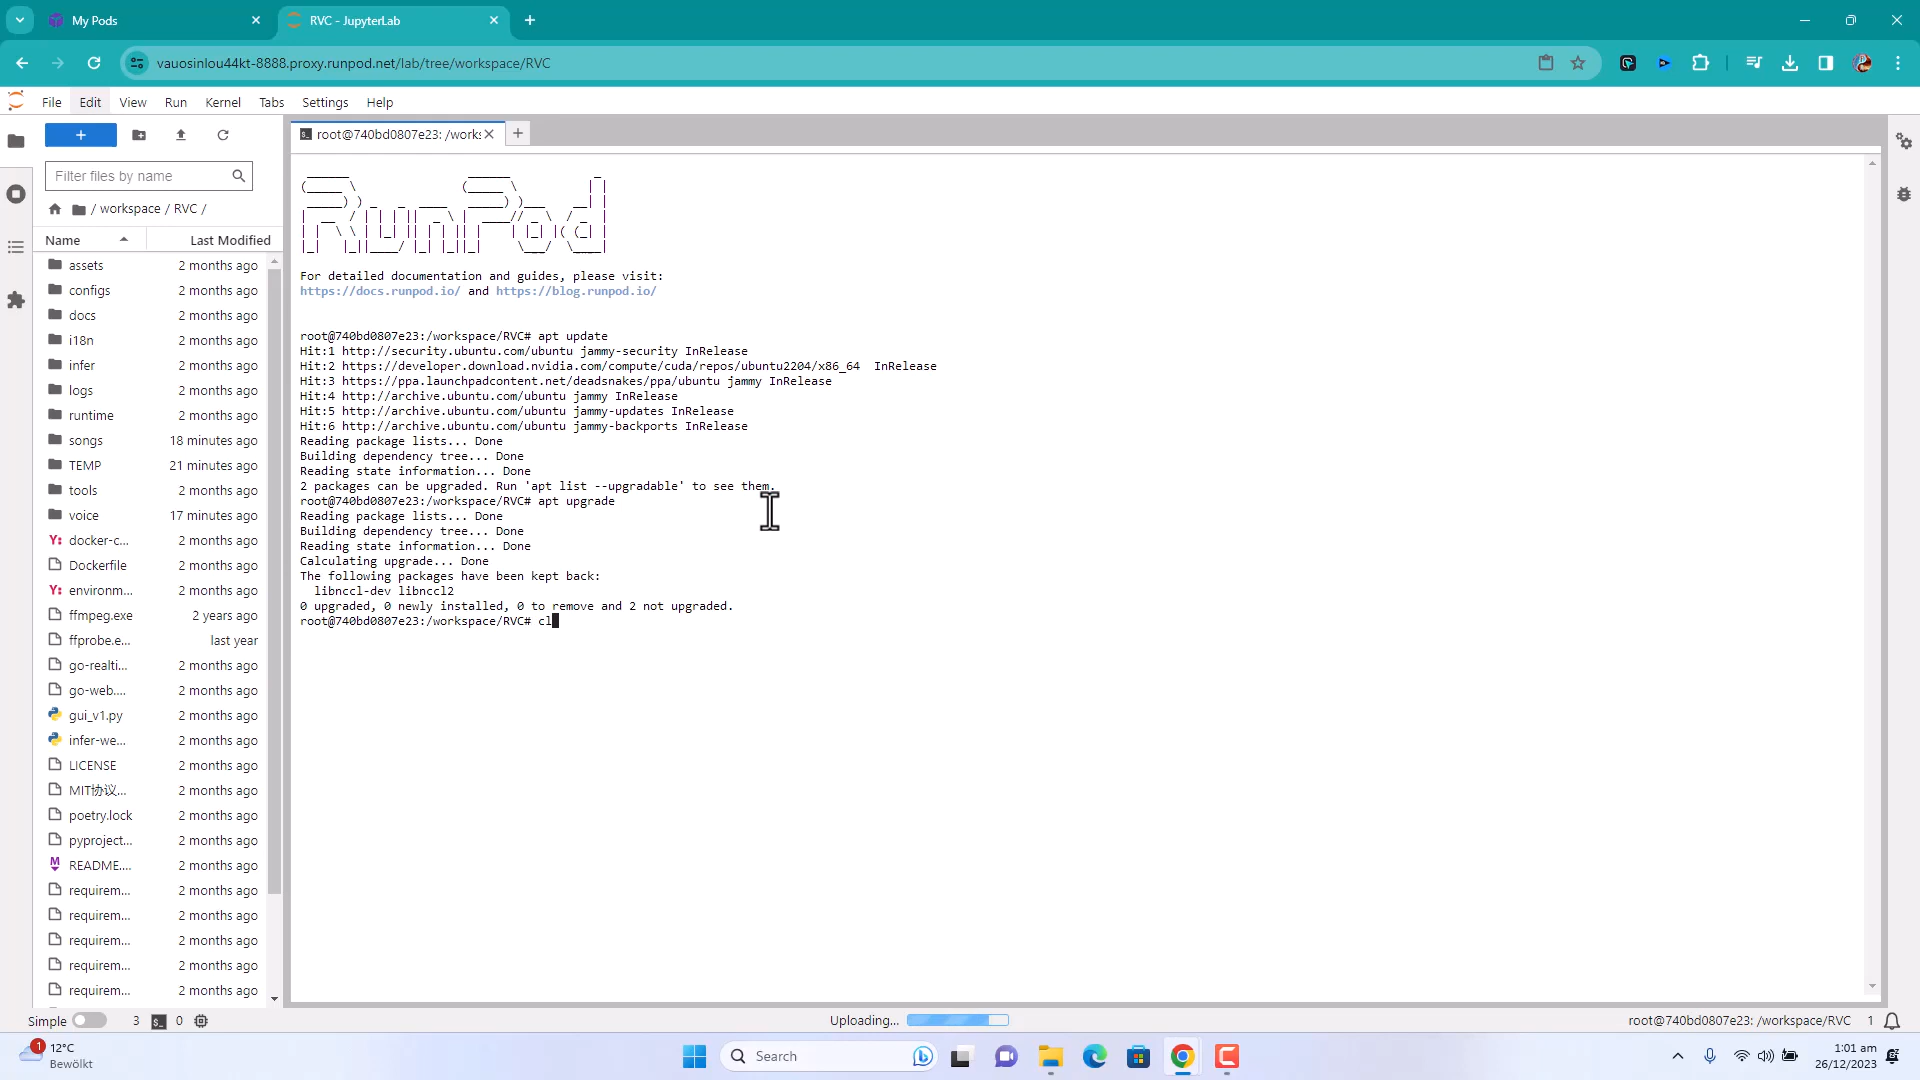 My Pods
RVC - JupyterLab
vauosinlou44kt-8888.proxy.runpod.net/lab/tree/workspace/RVC
File Edit View Run Kernel Tabs Settings Help
+
root@740bd0807e23: /works
Filter files by name
/ workspace / RVC /
Name Last Modified
assets 2 months ago
configs 2 months ago
docs 2 months ago
i18n 2 months ago
infer 2 months ago
logs 2 months ago
runtime 2 months ago
songs 18 minutes ago
TEMP 21 minutes ago
tools 2 months ago
voice 17 minutes ago
Y: docker-c... 2 months ago
Dockerfile 2 months ago
Y: environm... 2 months ago
ffmpeg.exe 2 years ago
ffprobe.e... last year
go-realti... 2 months ago
go-web.... 2 months ago
gui_v1.py 2 months ago
infer-we... 2 months ago
LICENSE 2 months ago
MIT协议... 2 months ago
poetry.lock 2 months ago
pyproject... 2 months ago
README.... 2 months ago
requirem... 2 months ago
requirem... 2 months ago
requirem... 2 months ago
requirem... 2 months ago
requirem... 2 months ago
RunPod
For detailed documentation and guides, please visit:
https://docs.runpod.io/ and https://blog.runpod.io/
root@740bd0807e23:/workspace/RVC# apt update
Hit:1 http://security.ubuntu.com/ubuntu jammy-security InRelease
Hit:2 https://developer.download.nvidia.com/compute/cuda/repos/ubuntu2204/x86_64  InRelease
Hit:3 https://ppa.launchpadcontent.net/deadsnakes/ppa/ubuntu jammy InRelease
Hit:4 http://archive.ubuntu.com/ubuntu jammy InRelease
Hit:5 http://archive.ubuntu.com/ubuntu jammy-updates InRelease
Hit:6 http://archive.ubuntu.com/ubuntu jammy-backports InRelease
Reading package lists... Done
Building dependency tree... Done
Reading state information... Done
2 packages can be upgraded. Run 'apt list --upgradable' to see them.
root@740bd0807e23:/workspace/RVC# apt upgrade
Reading package lists... Done
Building dependency tree... Done
Reading state information... Done
Calculating upgrade... Done
The following packages have been kept back:
libnccl-dev libnccl2
0 upgraded, 0 newly installed, 0 to remove and 2 not upgraded.
root@740bd0807e23:/workspace/RVC# cl
Simple 3 0
Uploading...
root@740bd0807e23: /workspace/RVC 1
1
12°C
Bewölkt
Search
1:01 am
26/12/2023